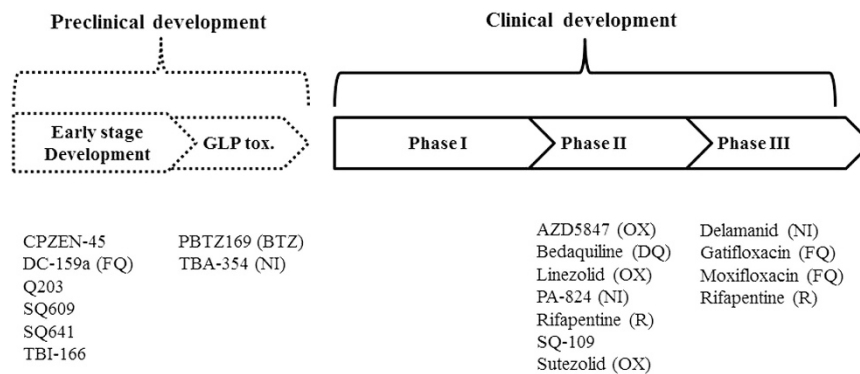 Preclinical development
Clinical development
Early stage
Development
GLP tox.
Phase I
Phase II
Phase III
CPZEN-45
DC-159a (FQ)
Q203
SQ609
SQ641
TBI-166
PBTZ169 (BTZ)
TBA-354 (NI)
AZD5847 (OX)
Bedaquiline (DQ)
Linezolid (OX)
PA-824 (NI)
Rifapentine (R)
SQ-109
Sutezolid (OX)
Delamanid (NI)
Gatifloxacin (FQ)
Moxifloxacin (FQ)
Rifapentine (R)